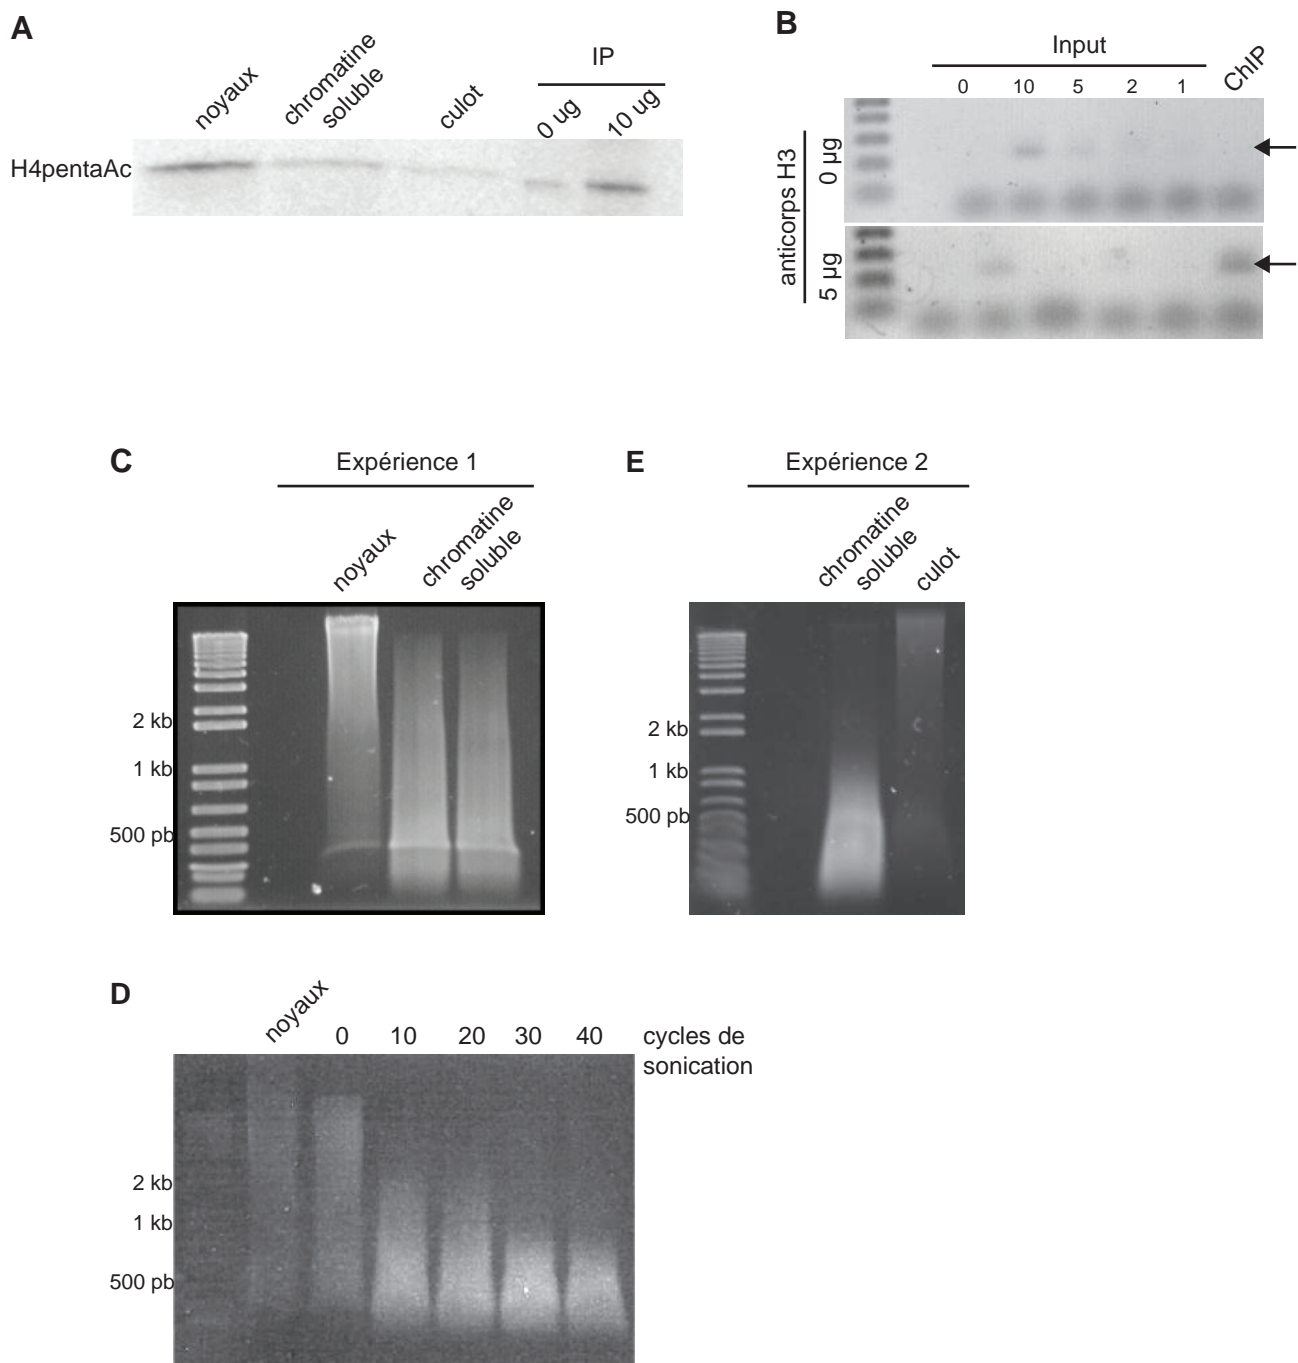 A
noyaux
chromatine
soluble
culot
IP
0 ug
10 ug
H4pentaAc
B
Input
ChIP
0 10 5 2 1
anticorps H3
0 µg
5 µg
C
Expérience 1
noyaux
chromatine
soluble
2 kb
1 kb
500 pb
E
Expérience 2
chromatine
soluble
culot
2 kb
1 kb
500 pb
D
noyaux
0 10 20 30 40
cycles de
sonication
2 kb
1 kb
500 pb